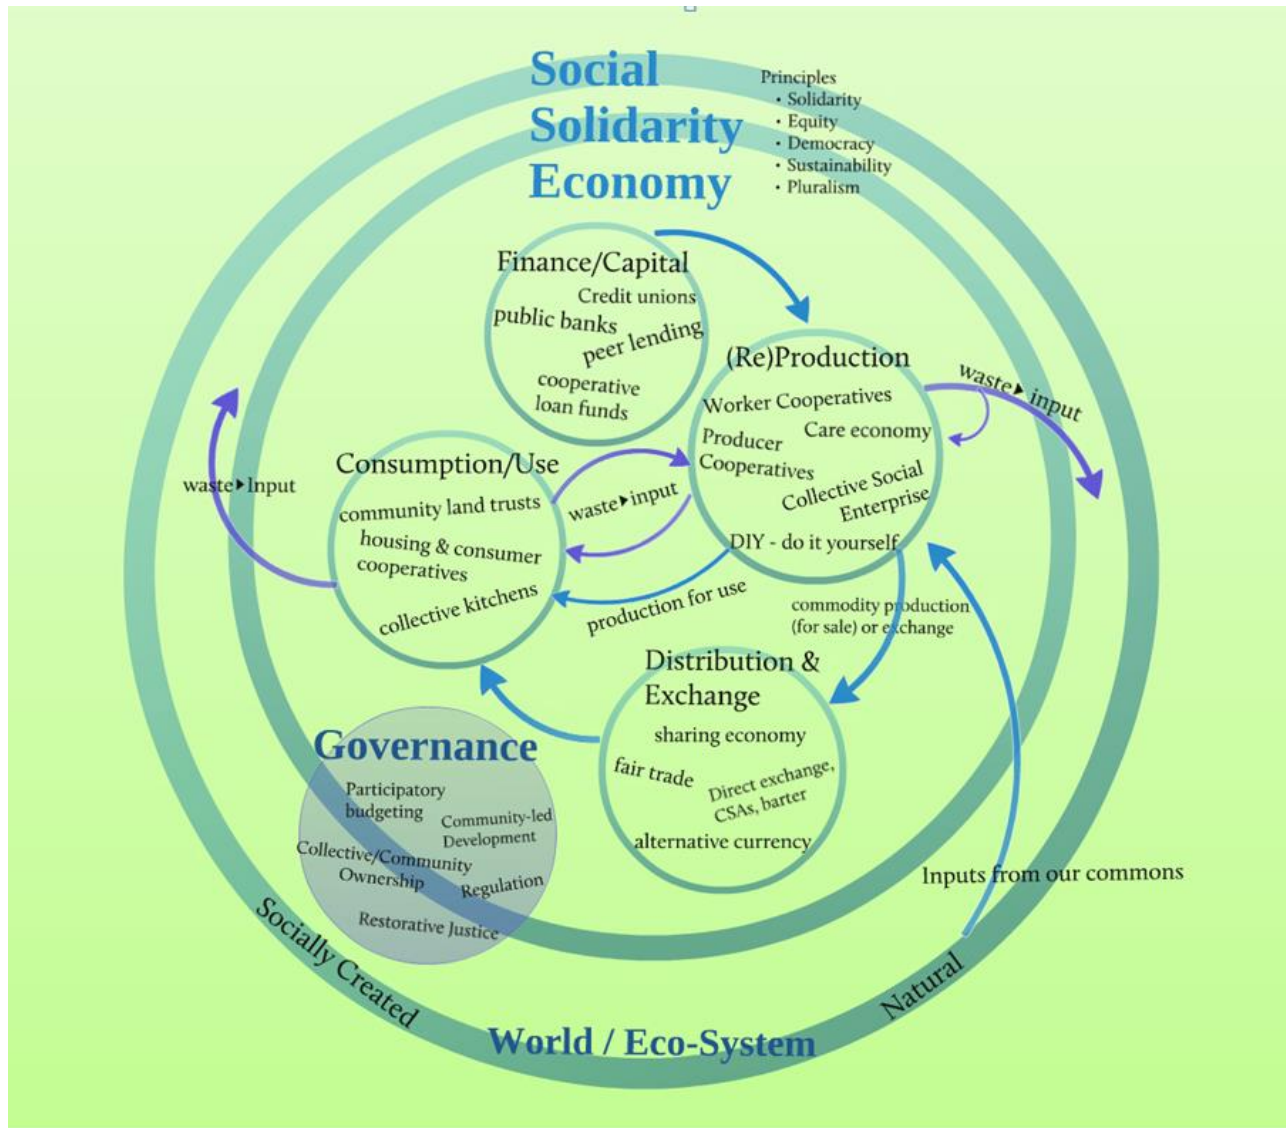 Social
Solidarity
Economy
Principles
• Solidarity
• Equity
• Democracy
• Sustainability
• Pluralism
Finance/Capital
Credit unions
public banks
peer lending
cooperative
loan funds
(Re)Production
Worker Cooperatives
Care economy
Producer
Cooperatives
Collective Social
Enterprise
DIY - do it yourself
waste▸input
Consumption/Use
community land trusts
housing & consumer
cooperatives
collective kitchens
waste▸Input
waste▸input
production for use
commodity production
(for sale) or exchange
Distribution &
Exchange
sharing economy
fair trade
Direct exchange,
CSAs, barter
alternative currency
Governance
Participatory
budgeting
Community-led
Development
Collective/Community
Ownership
Regulation
Restorative Justice
Inputs from our commons
Socially Created
Natural
World / Eco-System